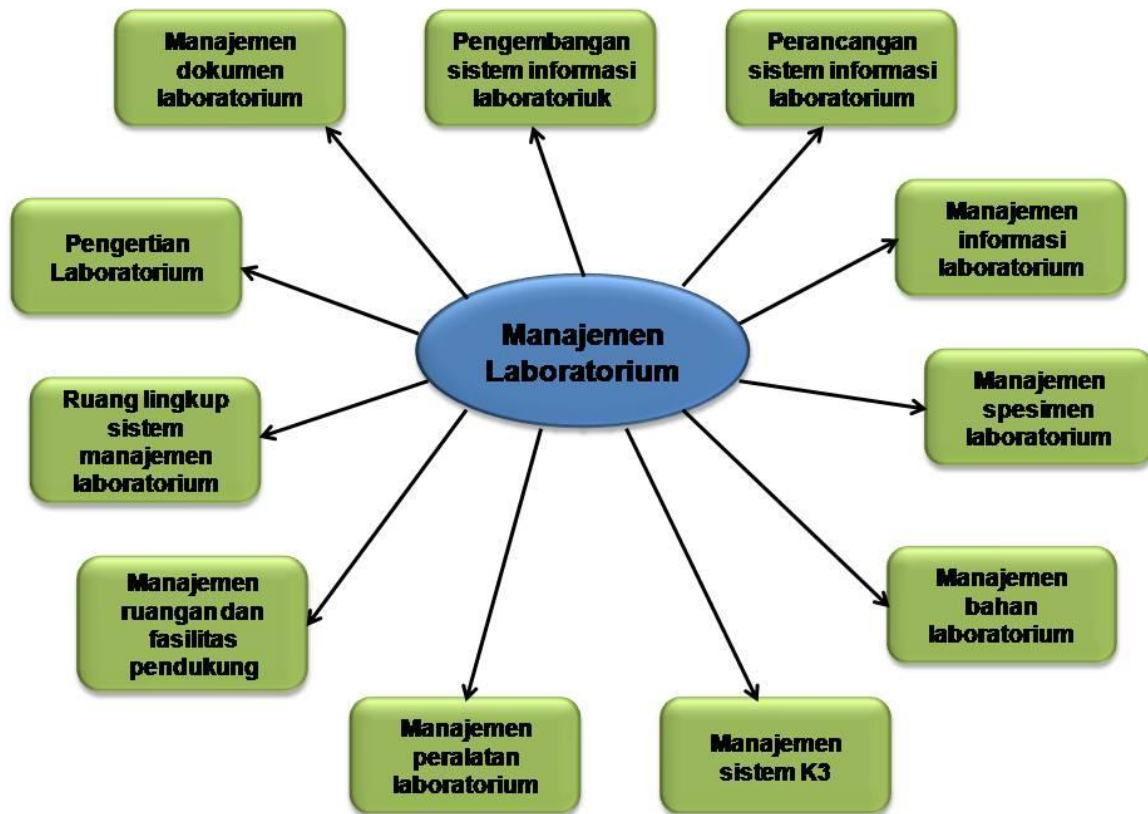 Manajemen
dokumen
laboratorium
Pengembangan
sistem informasi
laboratoriuk
Perancangan
sistem informasi
laboratorium
Pengertian
Laboratorium
Manajemen
informasi
laboratorium
Manajemen
Laboratorium
Ruang lingkup
sistem
manajemen
laboratorium
Manajemen
spesimen
laboratorium
Manajemen
ruangan dan
fasilitas
pendukung
Manajemen
bahan
laboratorium
Manajemen
peralatan
laboratorium
Manajemen
sistem K3